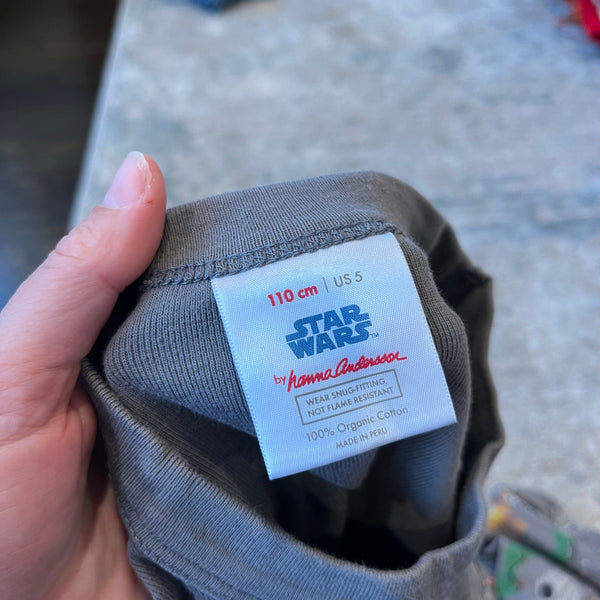 110 cm | US 5
STAR
WARS™
by hanna Andersson
WEAR SNUG-FITTING,
NOT FLAME RESISTANT
100% Organic Cotton
MADE IN PERU